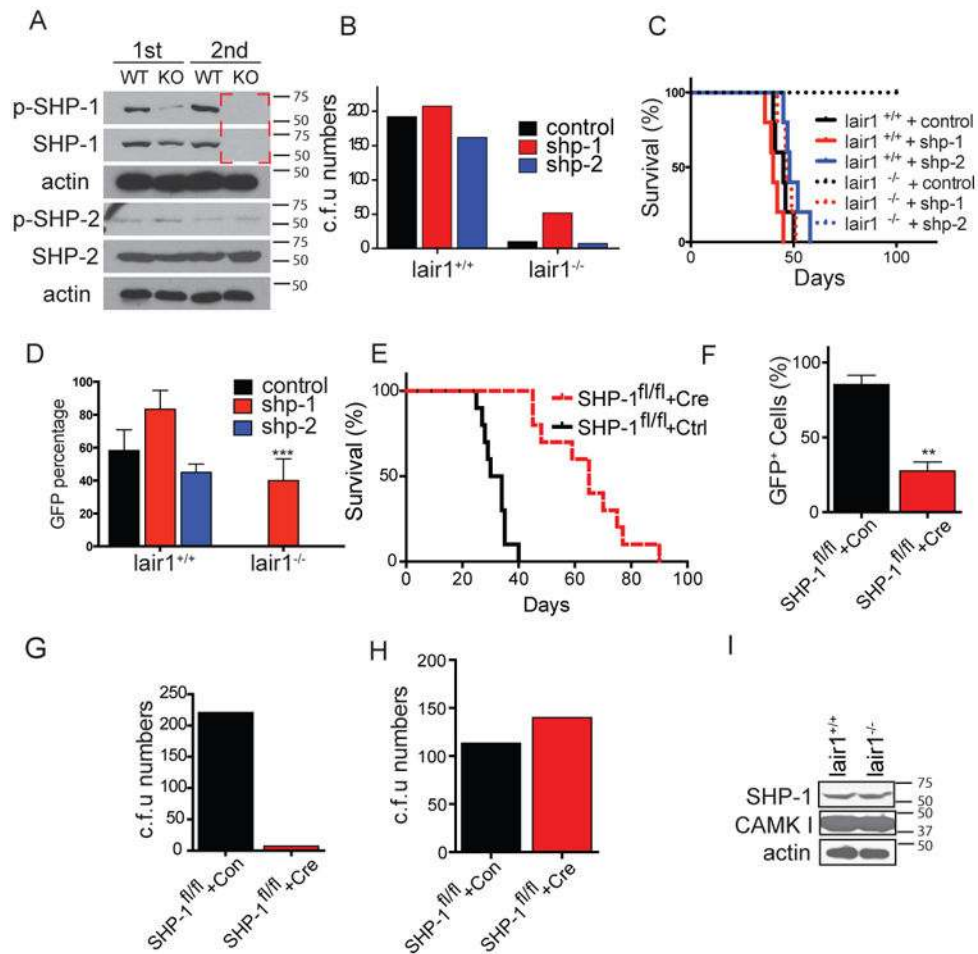 A
1st 2nd
WT KO WT KO
p-SHP-1
75
50
SHP-1
75
50
actin
50
p-SHP-2
75
50
SHP-2
75
50
actin
50
B
c.f.u numbers
200
150
100
50
0
control
shp-1
shp-2
lair1+/+ lair1-/-
C
Survival (%)
100
50
0
0 50 100
Days
lair1 +/+ + control
lair1 +/+ + shp-1
lair1 +/+ + shp-2
lair1 -/- + control
lair1 -/- + shp-1
lair1 -/- + shp-2
D
GFP percentage
100
80
60
40
20
0
control
shp-1
shp-2
***
lair1+/+ lair1-/-
E
Survival (%)
100
50
0
0 20 40 60 80 100
Days
SHP-1fl/fl+Cre
SHP-1fl/fl+Ctrl
F
GFP+ Cells (%)
100
50
0
**
SHP-1fl/fl+Con
SHP-1fl/fl+Cre
G
c.f.u numbers
250
200
150
100
50
0
SHP-1fl/fl+Con
SHP-1fl/fl+Cre
H
c.f.u numbers
200
150
100
50
0
SHP-1fl/fl+Con
SHP-1fl/fl+Cre
I
lair1+/+
lair1-/-
SHP-1
75
50
CAMK I
50
37
actin
50